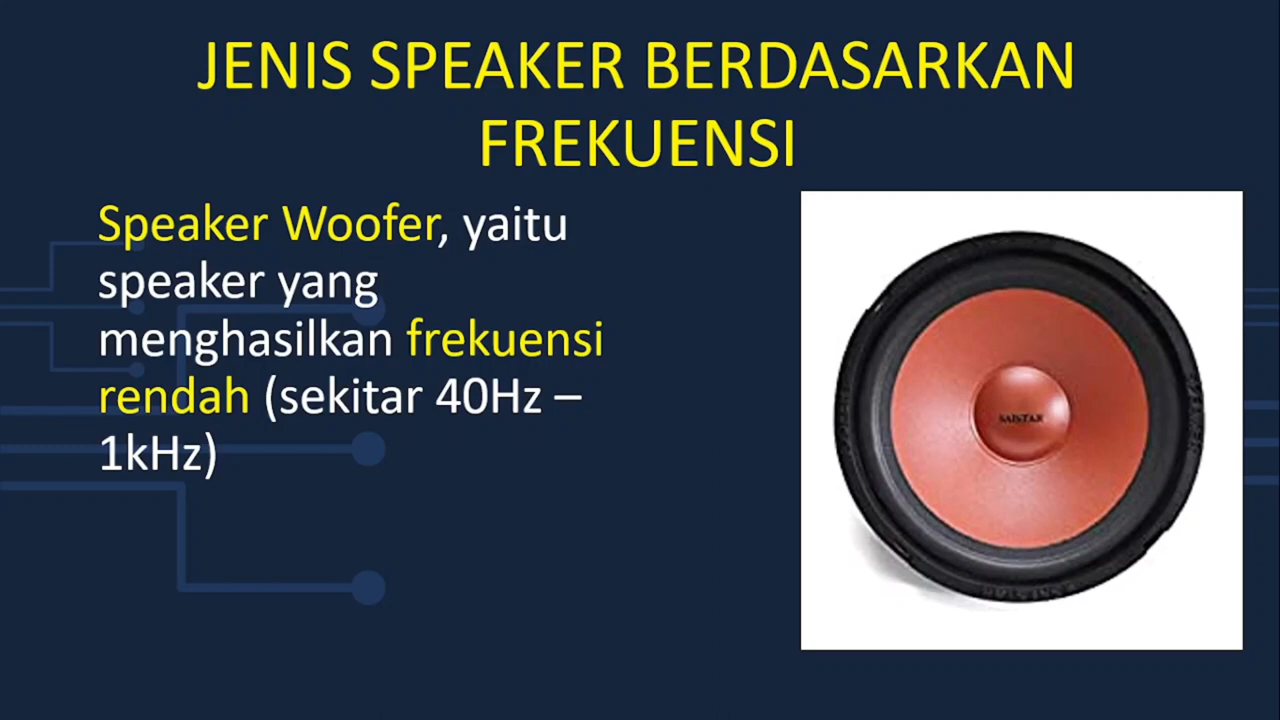 JENIS SPEAKER BERDASARKAN
FREKUENSI
Speaker Woofer, yaitu
speaker yang
menghasilkan frekuensi
rendah (sekitar 40Hz –
1kHz)